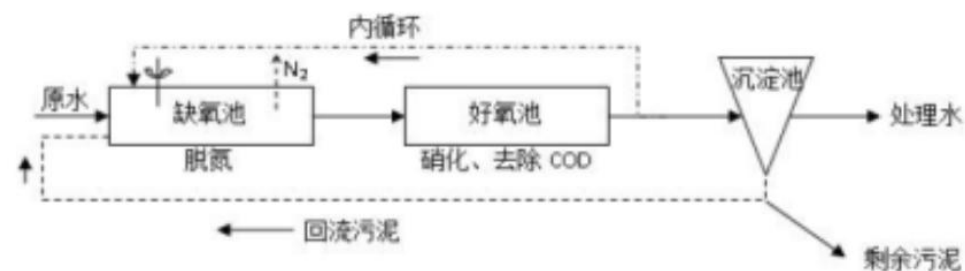 内循环
N₂
沉淀池
原水
缺氧池
好氧池
处理水
脱氮
硝化、去除 COD
回流污泥
剩余污泥